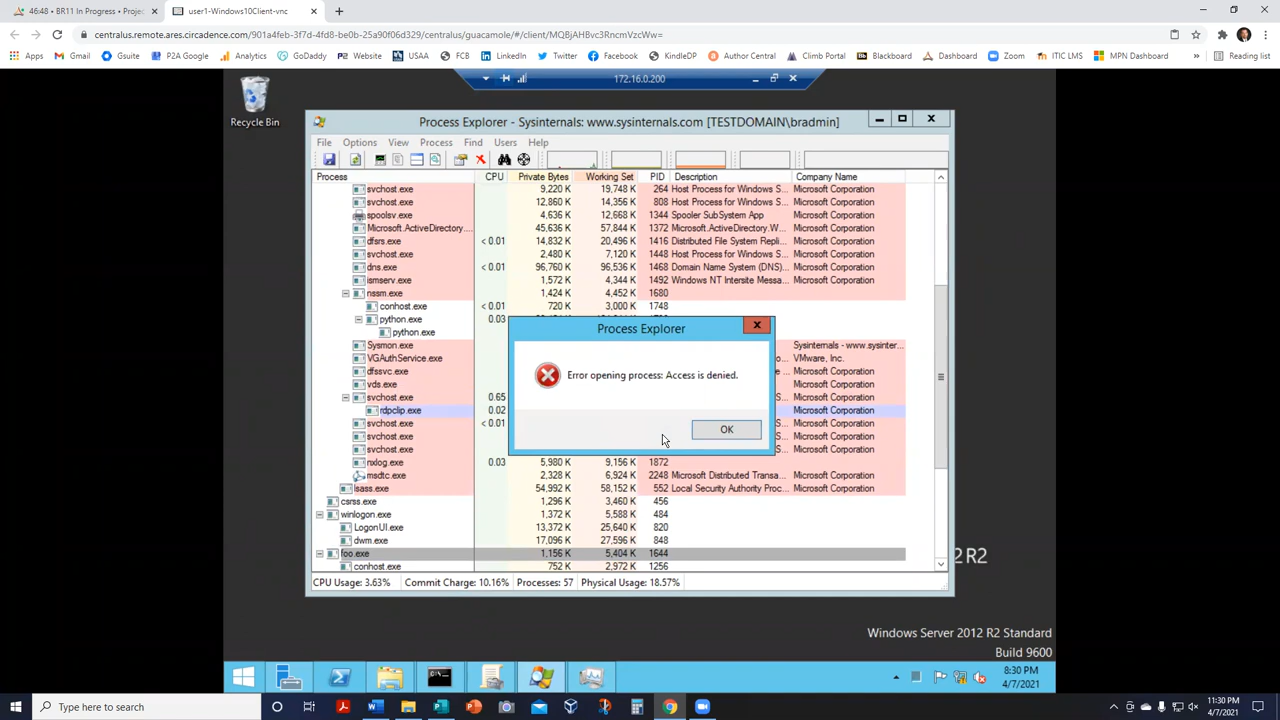 46:48 • BR11 In Progress • Projec
user1-Windows10Client-vnc
centralus.remote.ares.circadence.com/901a4feb-3f7d-4fd8-be0b-25a90f06d93b/centralus/guacamole/#/client/MQBjAHBvc3RncmVzcWw=
Apps Gmail Gsuite P2A Google Analytics GoDaddy Website USAA FCB LinkedIn Twitter Facebook KindleDP Author Central Climb Portal Blackboard Dashboard Zoom ITIC LMS MPN Dashboard » Reading list
172.16.0.200
Recycle Bin
Process Explorer - Sysinternals: www.sysinternals.com [TESTDOMAIN\bradmin]
File Options View Process Find Users Help
Process CPU Private Bytes Working Set PID Description Company Name
svchost.exe 9,220 K 19,748 K 264 Host Process for Windows S... Microsoft Corporation
svchost.exe 12,860 K 14,356 K 808 Host Process for Windows S... Microsoft Corporation
spoolsv.exe 4,636 K 12,668 K 1344 Spooler SubSystem App Microsoft Corporation
Microsoft.ActiveDirectory.... 45,636 K 57,844 K 1372 Microsoft.ActiveDirectory.W... Microsoft Corporation
dfsrs.exe < 0.01 14,832 K 20,496 K 1416 Distributed File System Repli... Microsoft Corporation
svchost.exe 2,480 K 7,120 K 1448 Host Process for Windows S... Microsoft Corporation
dns.exe < 0.01 96,760 K 96,536 K 1468 Domain Name System (DNS)... Microsoft Corporation
ismserv.exe 1,572 K 4,344 K 1492 Windows NT Intersite Messa... Microsoft Corporation
nssm.exe 1,424 K 4,452 K 1680
conhost.exe < 0.01 720 K 3,000 K 1748
python.exe 0.03
python.exe
Sysmon.exe Sysinternals - www.sysinter...
VGAuthService.exe VMware, Inc.
dfssvc.exe Microsoft Corporation
vds.exe Microsoft Corporation
svchost.exe 0.65 Microsoft Corporation
rdpclip.exe 0.02 Microsoft Corporation
svchost.exe < 0.01 Microsoft Corporation
svchost.exe Microsoft Corporation
svchost.exe Microsoft Corporation
nxlog.exe 0.03 5,980 K 9,156 K 1872
msdtc.exe 2,328 K 6,924 K 2248 Microsoft Distributed Transa... Microsoft Corporation
lsass.exe 54,992 K 58,152 K 552 Local Security Authority Proc... Microsoft Corporation
csrss.exe 1,296 K 3,460 K 456
winlogon.exe 1,372 K 5,588 K 484
LogonUI.exe 13,372 K 25,640 K 820
dwm.exe 17,096 K 27,596 K 848
foo.exe 1,156 K 5,404 K 1644
conhost.exe 752 K 2,972 K 1256
CPU Usage: 3.63% Commit Charge: 10.16% Processes: 57 Physical Usage: 18.57%
Process Explorer
Error opening process: Access is denied.
OK
2 R2
Windows Server 2012 R2 Standard
Build 9600
8:30 PM
4/7/2021
Type here to search
11:30 PM
4/7/2021